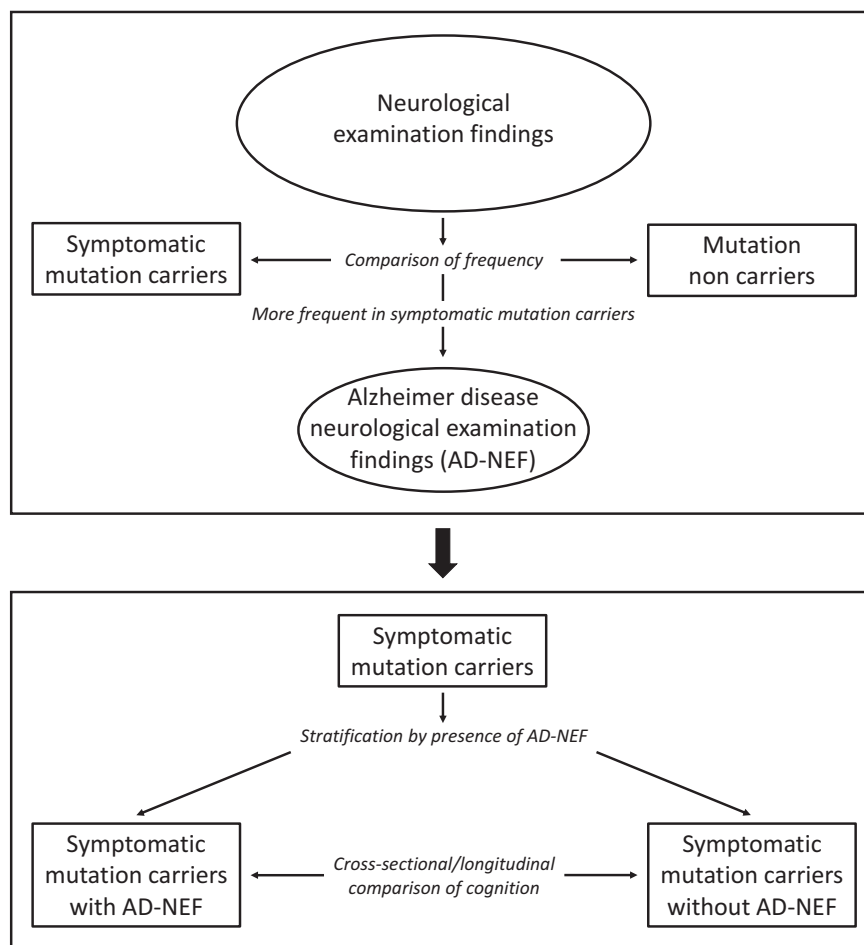 Neurological
examination findings
Symptomatic
mutation carriers
Comparison of frequency
Mutation
non carriers
More frequent in symptomatic mutation carriers
Alzheimer disease
neurological examination
findings (AD-NEF)
Symptomatic
mutation carriers
Stratification by presence of AD-NEF
Symptomatic
mutation carriers
with AD-NEF
Cross-sectional/longitudinal
comparison of cognition
Symptomatic
mutation carriers
without AD-NEF